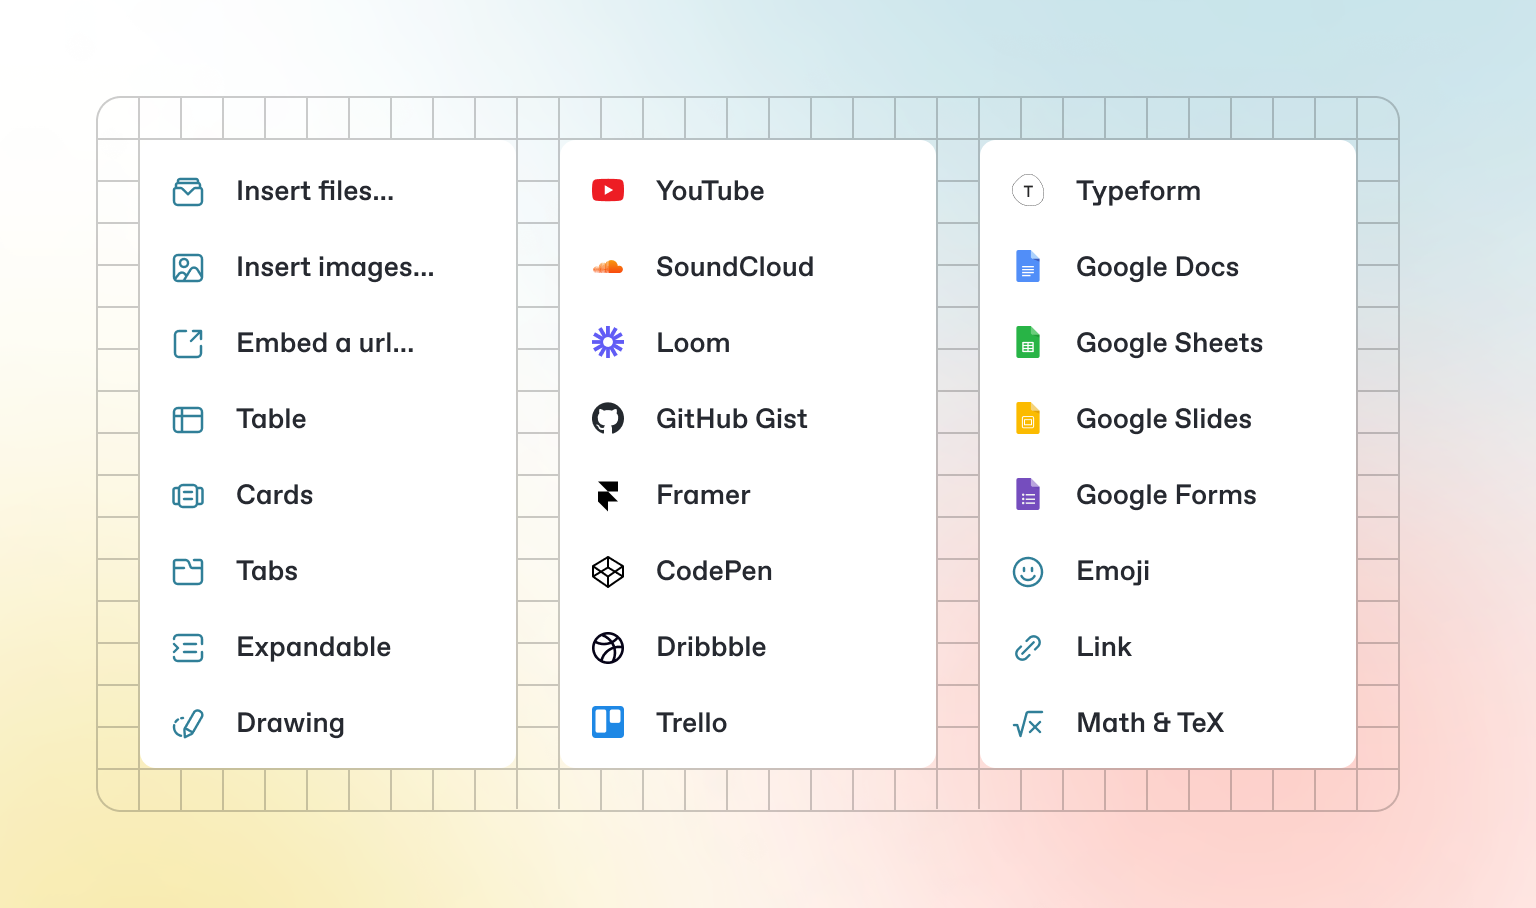 Insert files...
Insert images...
Embed a url...
Table
Cards
Tabs
Expandable
Drawing
YouTube
SoundCloud
Loom
GitHub Gist
Framer
CodePen
Dribbble
Trello
T
Typeform
Google Docs
Google Sheets
Google Slides
Google Forms
Emoji
Link
Math & TeX